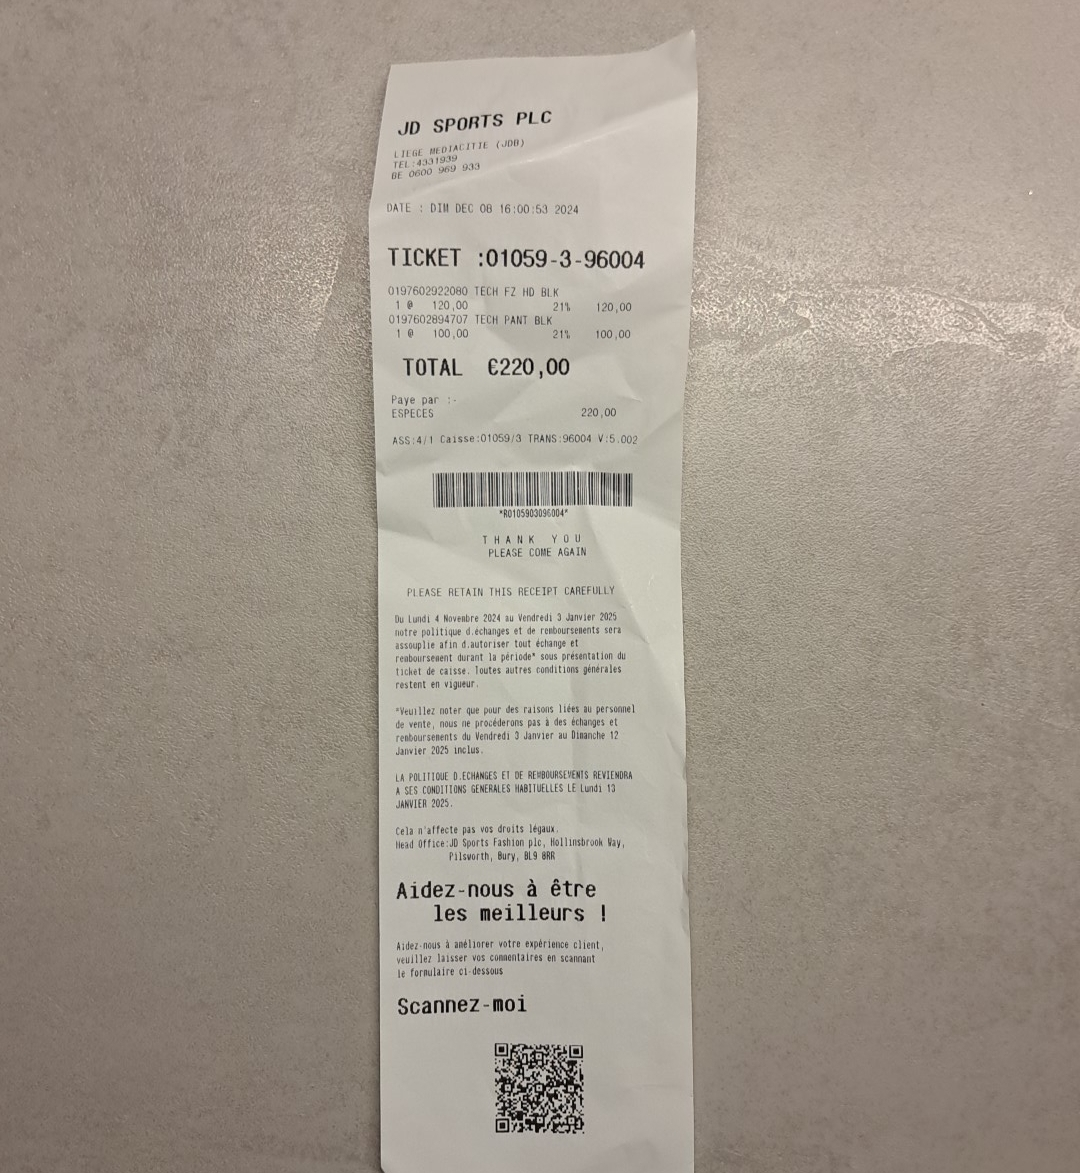 JD SPORTS PLC
LIEGE MEDIACITIE (JDB)
TEL:4331939
BE 0600 969 933
DATE : DIM DEC 08 16:00:53 2024
TICKET :01059-3-96004
0197602922080 TECH FZ HD BLK
1 @ 120,00 21% 120,00
0197602894707 TECH PANT BLK
1 @ 100,00 21% 100,00
TOTAL €220,00
Paye par :-
ESPECES 220,00
ASS:4/1 Caisse:01059/3 TRANS:96004 V:5.002
*R0105903096004*
THANK YOU
PLEASE COME AGAIN
PLEASE RETAIN THIS RECEIPT CAREFULLY
Du Lundi 4 Novembre 2024 au Vendredi 3 Janvier 2025
notre politique d.échanges et de remboursements sera
assouplie afin d.autoriser tout échange et
remboursement durant la période* sous présentation du
ticket de caisse. Toutes autres conditions générales
restent en vigueur.
*Veuillez noter que pour des raisons liées au personnel
de vente, nous ne procéderons pas à des échanges et
remboursements du Vendredi 3 Janvier au Dimanche 12
Janvier 2025 inclus.
LA POLITIQUE D.ECHANGES ET DE REMBOURSEMENTS REVIENDRA
A SES CONDITIONS GENERALES HABITUELLES LE Lundi 13
JANVIER 2025.
Cela n'affecte pas vos droits légaux.
Head Office:JD Sports Fashion plc, Hollinsbrook Way,
Pilsworth, Bury, BL9 8RR
Aidez-nous à être
les meilleurs !
Aidez-nous à améliorer votre expérience client,
veuillez laisser vos commentaires en scannant
le formulaire ci-dessous
Scannez-moi